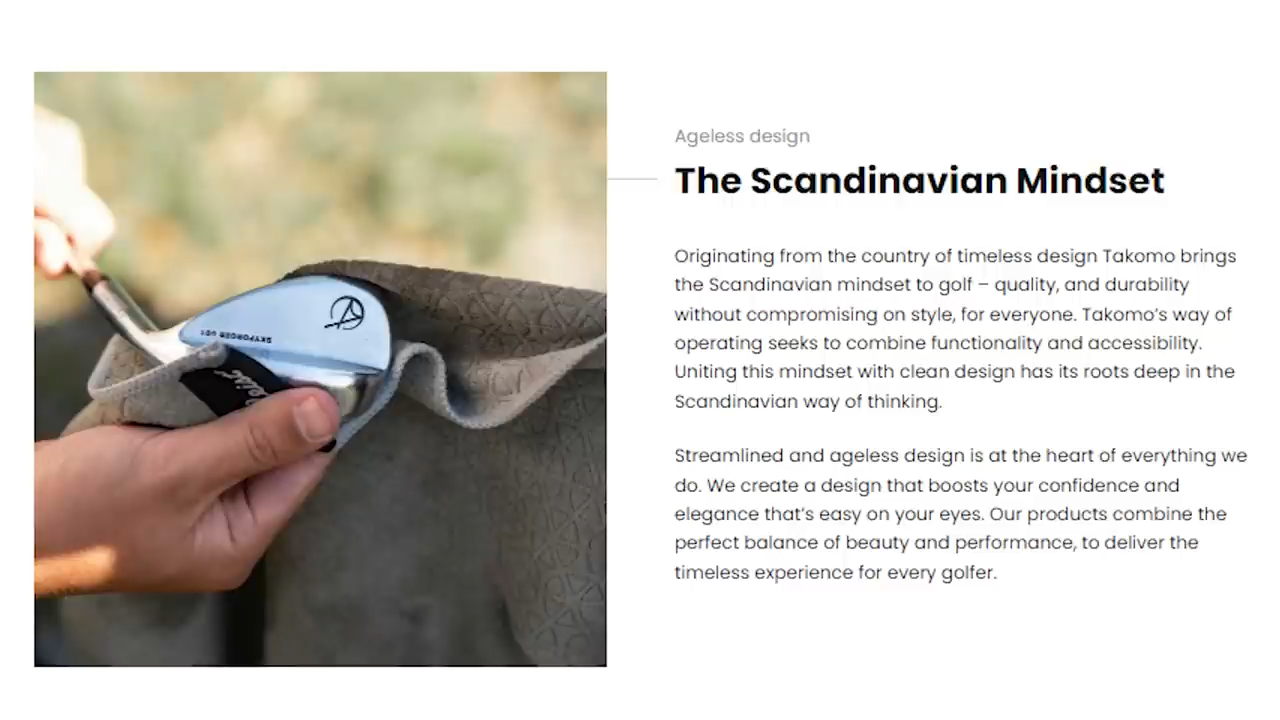 Ageless design
The Scandinavian Mindset
Originating from the country of timeless design Takomo brings
the Scandinavian mindset to golf – quality, and durability
without compromising on style, for everyone. Takomo’s way of
operating seeks to combine functionality and accessibility.
Uniting this mindset with clean design has its roots deep in the
Scandinavian way of thinking.
Streamlined and ageless design is at the heart of everything we
do. We create a design that boosts your confidence and
elegance that’s easy on your eyes. Our products combine the
perfect balance of beauty and performance, to deliver the
timeless experience for every golfer.
SKYFORGER